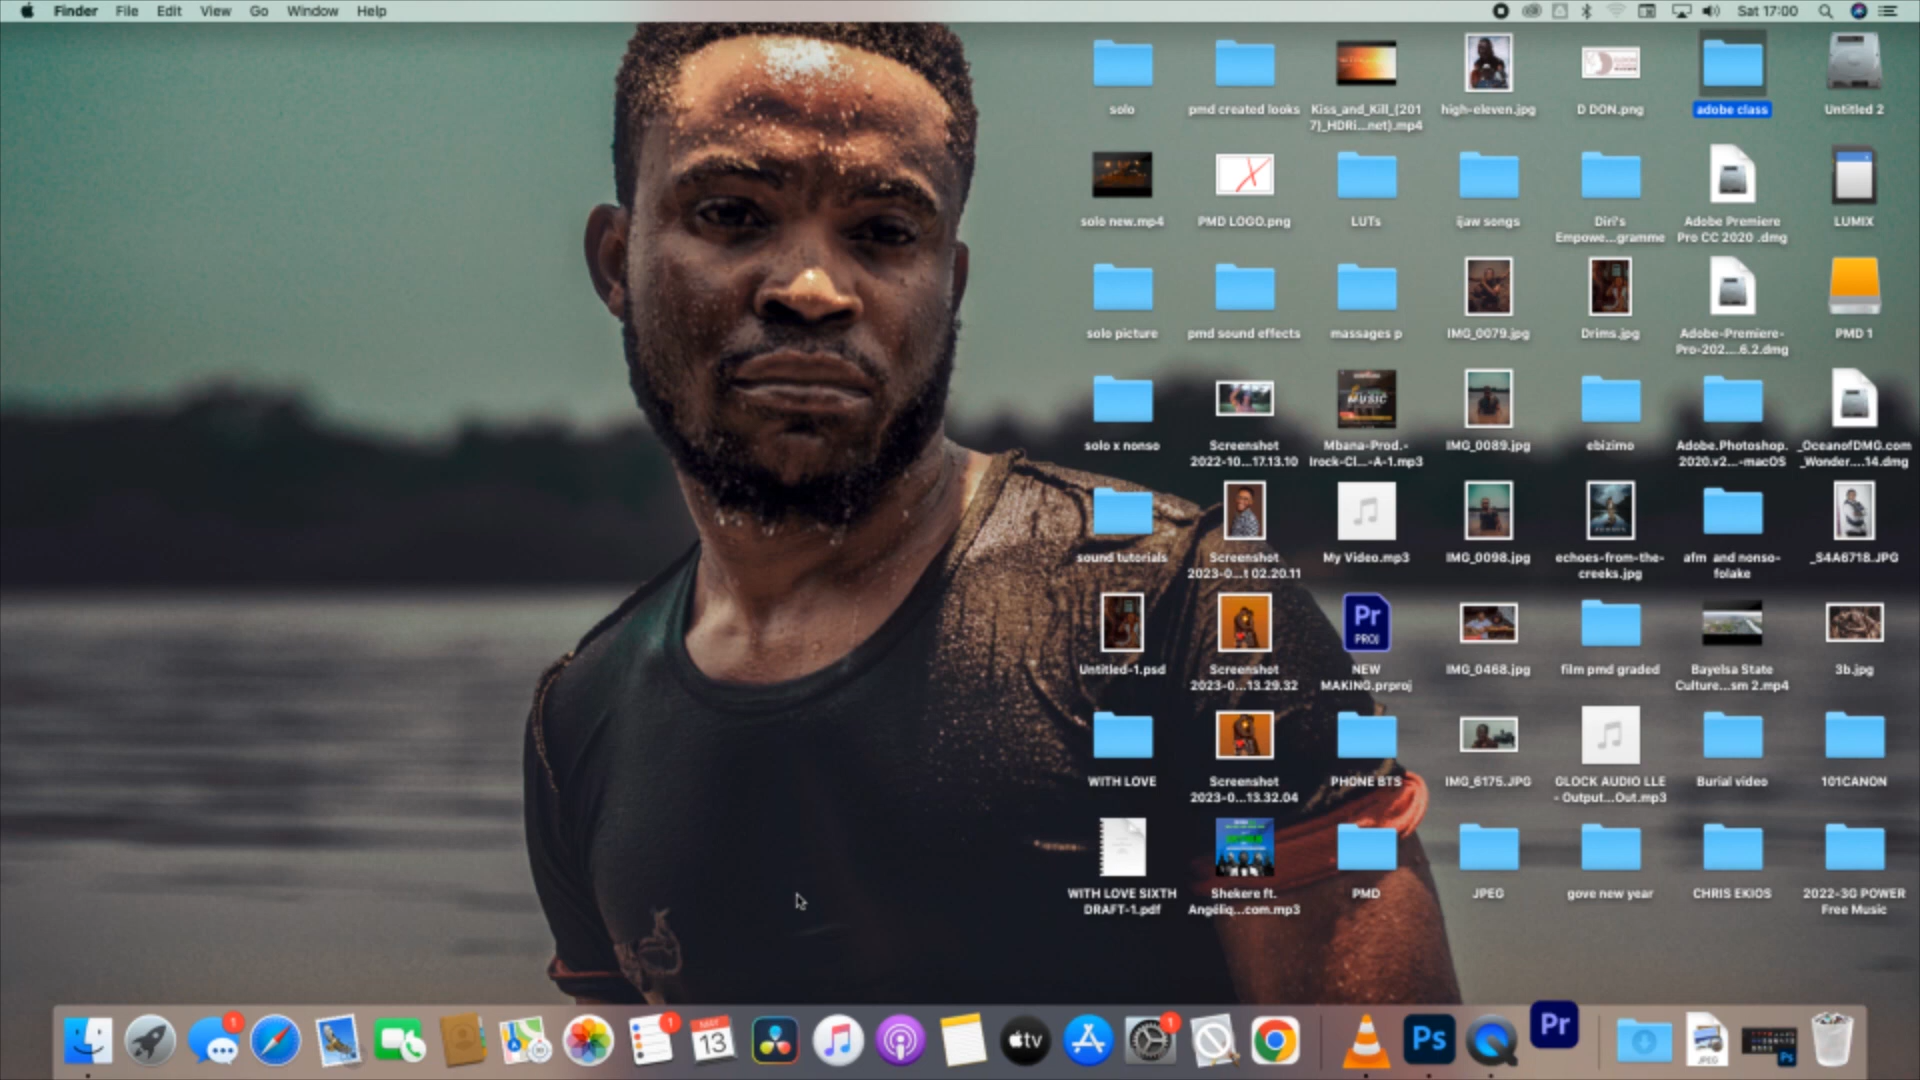 Finder File Edit View Go Window Help
Sat 17:00
solo
pmd created looks
Kiss_and_Kill_(201
7)_HDRi...net).mp4
high-eleven.jpg
D DON.png
adobe class
Untitled 2
solo new.mp4
PMD LOGO.png
LUTs
ijaw songs
Diri's
Empowe...gramme
Adobe Premiere
Pro CC 2020 .dmg
LUMIX
solo picture
pmd sound effects
massages p
IMG_0079.jpg
Drims.jpg
Adobe-Premiere-
Pro-202....6.2.dmg
PMD 1
MUSIC
solo x nonso
Screenshot
2022-10...17.13.10
Mbana-Prod.-
Irock-Cl...-A-1.mp3
IMG_0089.jpg
ebizimo
Adobe.Photoshop.
2020.v2...-macOS
_OceanofDMG.com
_Wonder....14.dmg
sound tutorials
Screenshot
2023-0...t 02.20.11
My Video.mp3
IMG_0098.jpg
echoes-from-the-
creeks.jpg
afm and nonso-
folake
_S4A6718.JPG
Pr
PROJ
Untitled-1.psd
Screenshot
2023-0...13.29.32
NEW
MAKING.prproj
IMG_0468.jpg
film pmd graded
Bayelsa State
Culture...sm 2.mp4
3b.jpg
WITH LOVE
Screenshot
2023-0...13.32.04
PHONE BTS
IMG_6175.JPG
GLOCK AUDIO LLE
- Output...Out.mp3
Burial video
101CANON
WITH LOVE SIXTH
DRAFT-1.pdf
Shekere ft.
Angéliq...com.mp3
PMD
JPEG
gove new year
CHRIS EKIOS
2022-3G POWER
Free Music
1
1
MAY
13
tv
1
Ps
Pr
JPEG
Ps